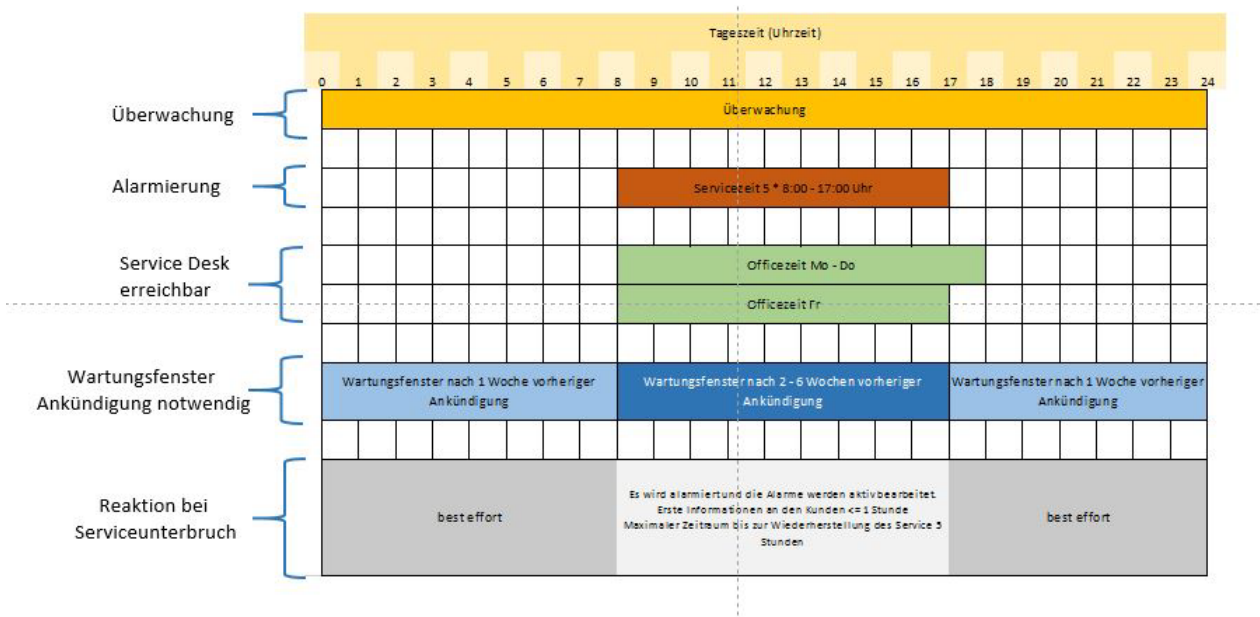 Tageszeit (Uhrzeit)
0 1 2 3 4 5 6 7 8 9 10 11 12 13 14 15 16 17 18 19 20 21 22 23 24
Überwachung
Überwachung
Alarmierung
Servicezeit 5 * 8:00 - 17:00 Uhr
Service Desk
erreichbar
Officezeit Mo - Do
Officezeit Fr
Wartungsfenster
Ankündigung notwendig
Wartungsfenster nach 1 Woche vorheriger
Ankündigung
Wartungsfenster nach 2 - 6 Wochen vorheriger
Ankündigung
Wartungsfenster nach 1 Woche vorheriger
Ankündigung
Reaktion bei
Serviceunterbruch
best effort
Es wird alarmiert und die Alarme werden aktiv bearbeitet.
Erste Informationen an den Kunden <= 1 Stunde
Maximaler Zeitraum bis zur Wiederherstellung des Service 3
Stunden
best effort